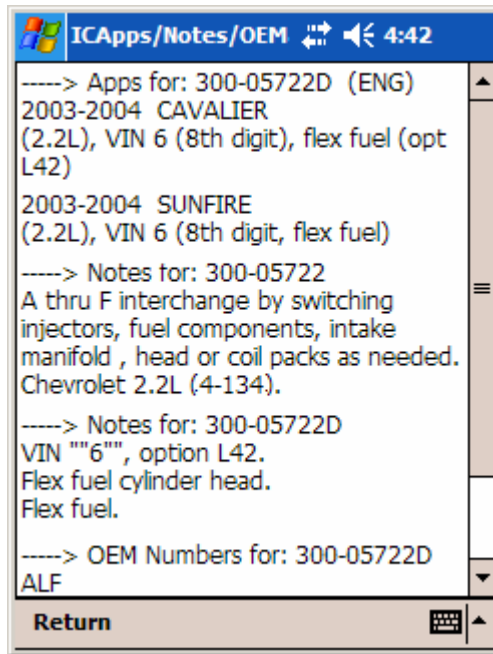 ICApps/Notes/OEM 4:42
-----> Apps for: 300-05722D (ENG)
2003-2004 CAVALIER
(2.2L), VIN 6 (8th digit), flex fuel (opt
L42)
2003-2004 SUNFIRE
(2.2L), VIN 6 (8th digit, flex fuel)
-----> Notes for: 300-05722
A thru F interchange by switching
injectors, fuel components, intake
manifold , head or coil packs as needed.
Chevrolet 2.2L (4-134).
-----> Notes for: 300-05722D
VIN ""6"", option L42.
Flex fuel cylinder head.
Flex fuel.
-----> OEM Numbers for: 300-05722D
ALF
Return